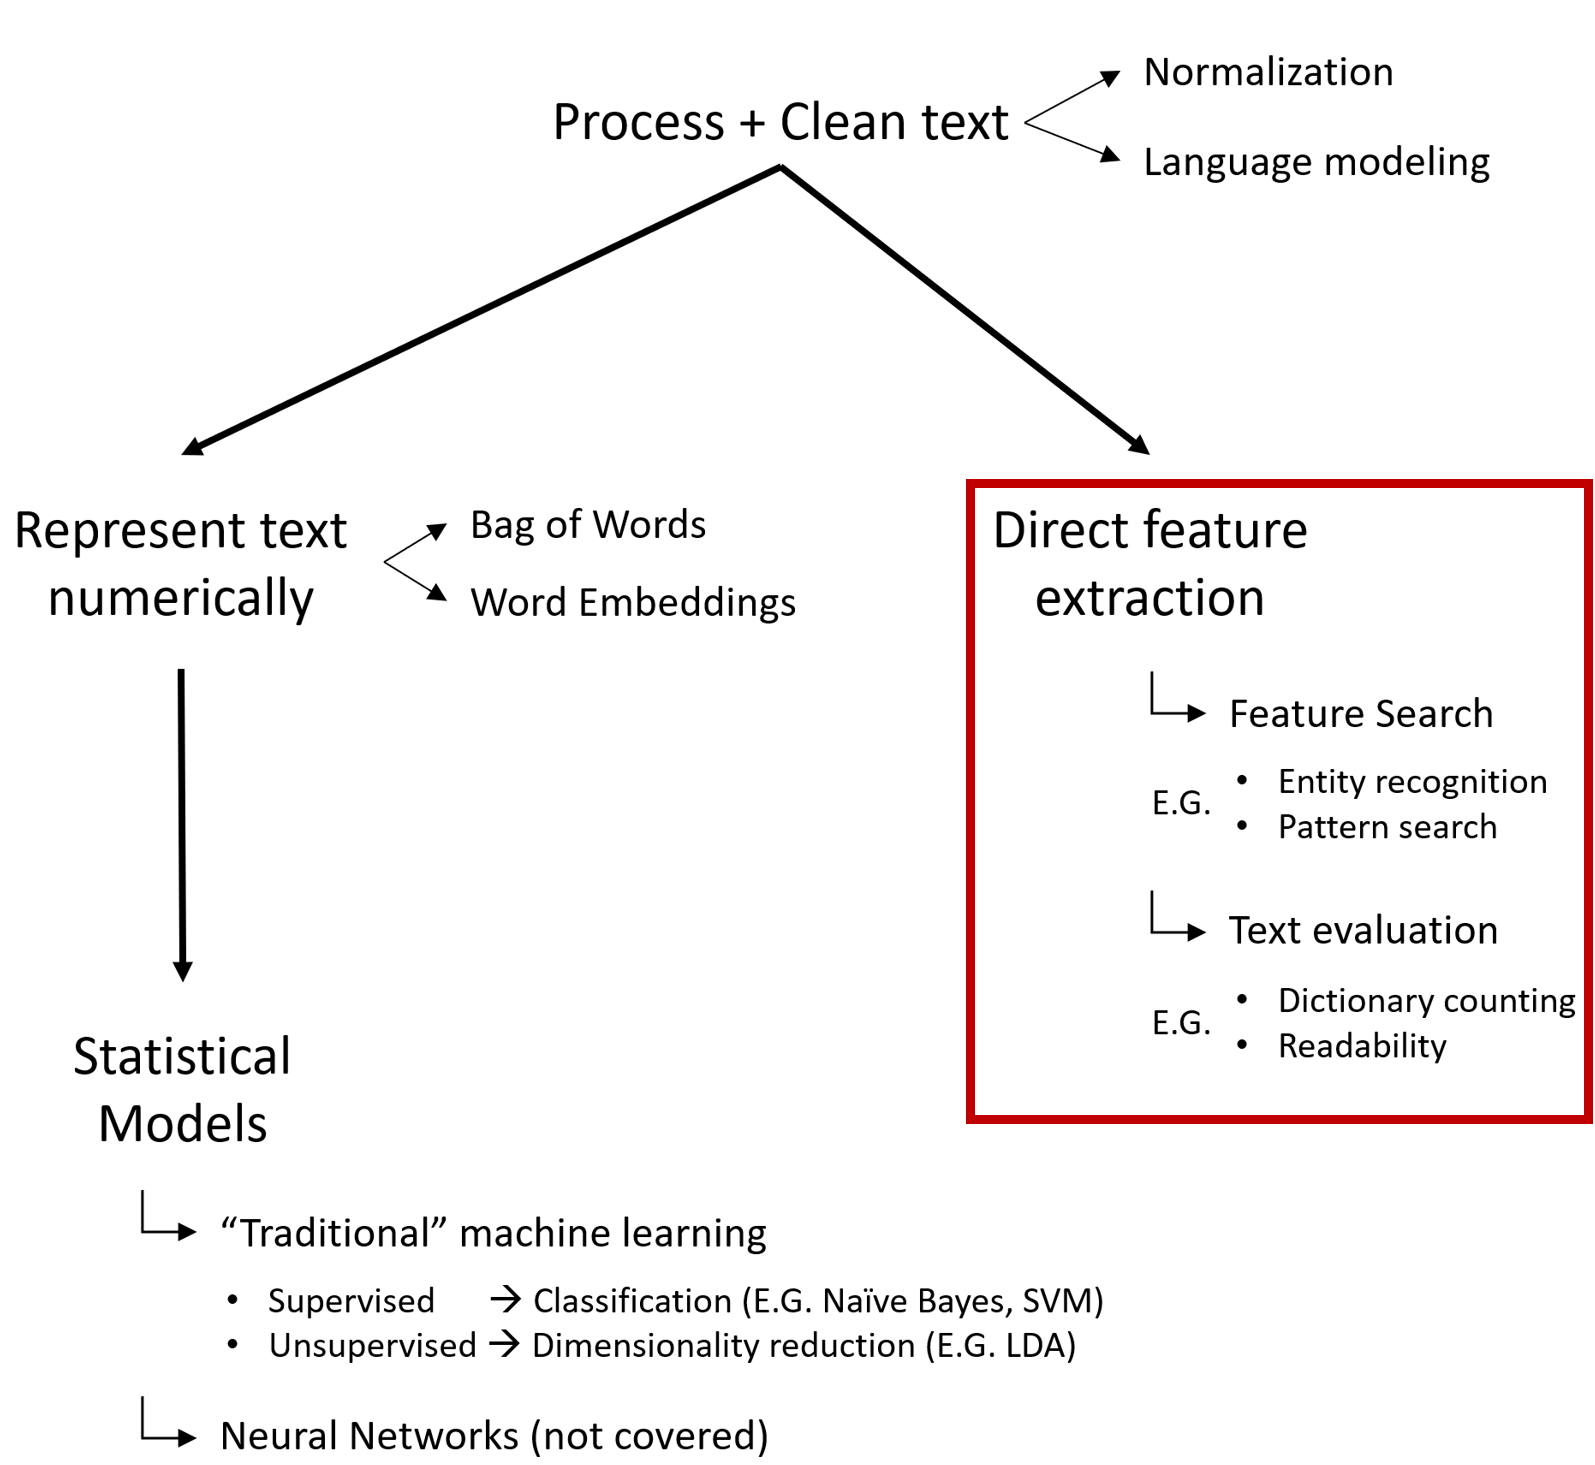 Process + Clean text
Normalization
Language modeling
Represent text
numerically
Bag of Words
Word Embeddings
Direct feature
extraction
Feature Search
E.G.
• Entity recognition
• Pattern search
Text evaluation
E.G.
• Dictionary counting
• Readability
Statistical
Models
“Traditional” machine learning
• Supervised → Classification (E.G. Naïve Bayes, SVM)
• Unsupervised → Dimensionality reduction (E.G. LDA)
Neural Networks (not covered)